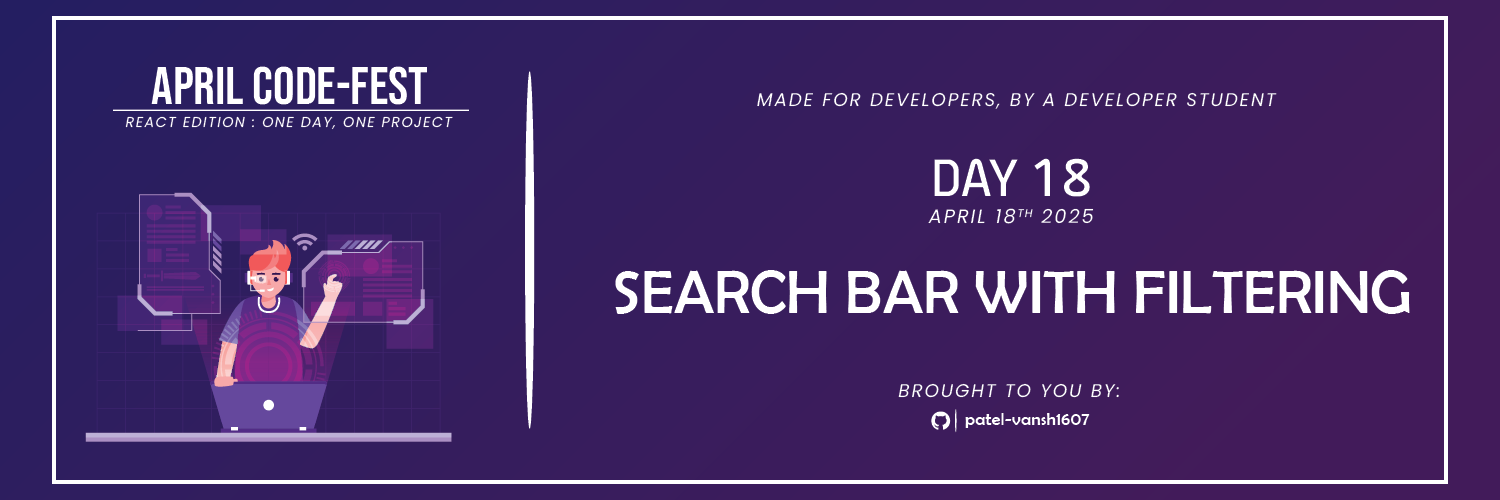 APRIL CODE-FEST
REACT EDITION : ONE DAY, ONE PROJECT
MADE FOR DEVELOPERS, BY A DEVELOPER STUDENT
DAY 18
APRIL 18TH 2025
SEARCH BAR WITH FILTERING
BROUGHT TO YOU BY:
patel-vansh1607